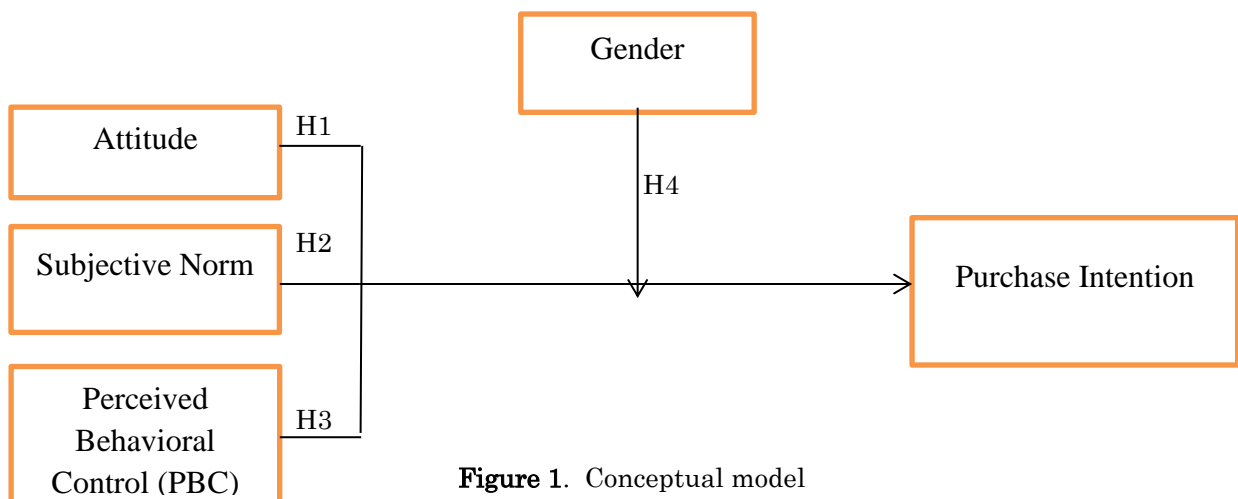 Gender
Attitude
H1
H4
Subjective Norm
H2
Purchase Intention
Perceived
Behavioral
Control (PBC)
H3
Figure 1. Conceptual model